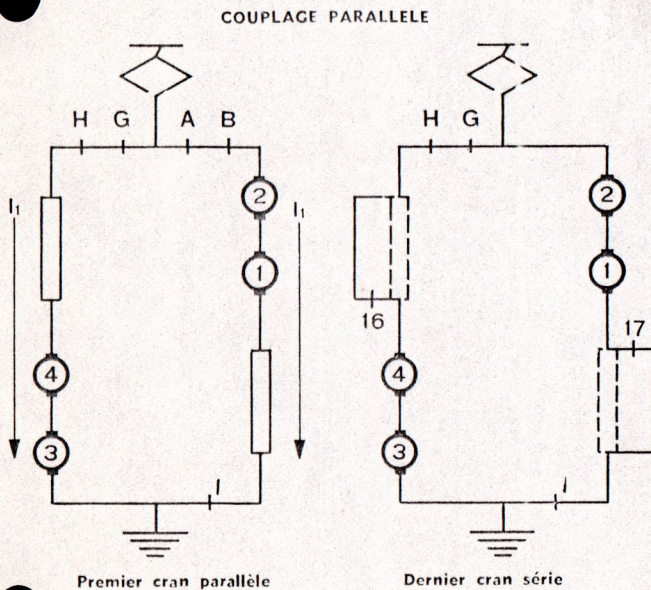 COUPLAGE PARALLELE
H G A B
I₁
2
I₁
1
4
3
I
Premier cran parallèle
H G
2
1
16
17
4
3
I
Dernier cran série